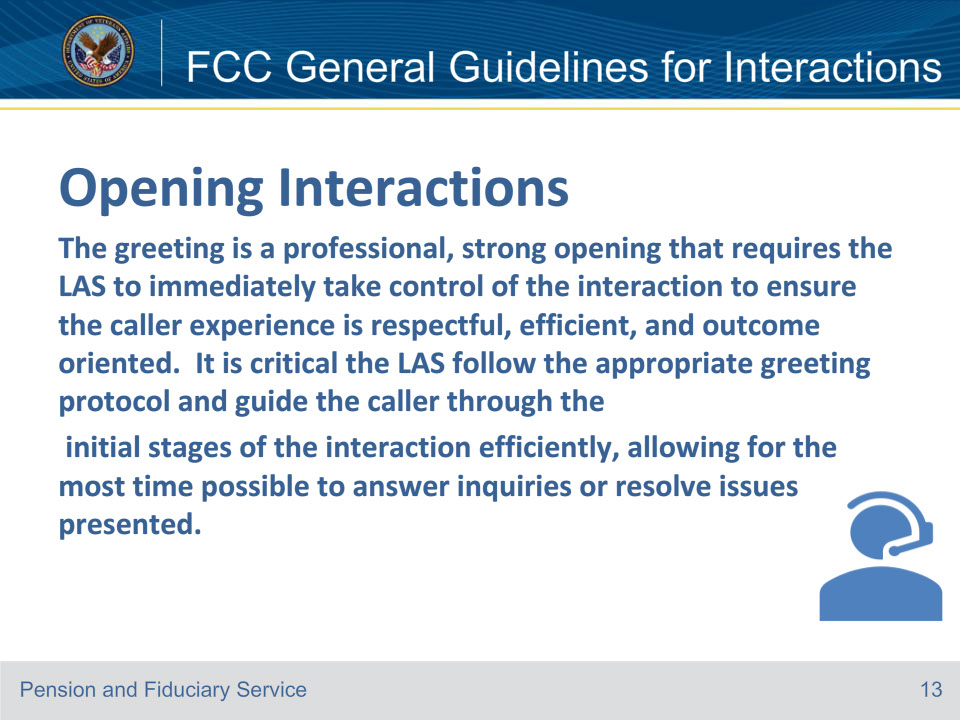 FCC General Guidelines for Interactions
Opening Interactions
The greeting is a professional, strong opening that requires the
LAS to immediately take control of the interaction to ensure
the caller experience is respectful, efficient, and outcome
oriented.  It is critical the LAS follow the appropriate greeting
protocol and guide the caller through the
initial stages of the interaction efficiently, allowing for the
most time possible to answer inquiries or resolve issues
presented.
Pension and Fiduciary Service
13